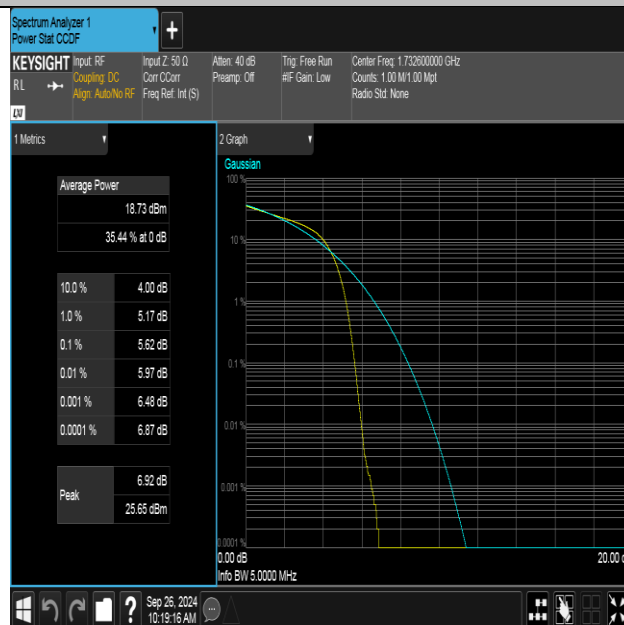 Spectrum Analyzer 1
Power Stat CCDF
KEYSIGHT
RL
LXI
Input: RF
Coupling: DC
Align: Auto/No RF
Input Z: 50 Ω
Corr CCorr
Freq Ref: Int (S)
Atten: 40 dB
Preamp: Off
Trig: Free Run
#IF Gain: Low
Center Freq: 1.732600000 GHz
Counts: 1.00 M/1.00 Mpt
Radio Std: None
1 Metrics
Average Power
18.73 dBm
35.44 % at 0 dB
10.0 % 4.00 dB
1.0 % 5.17 dB
0.1 % 5.62 dB
0.01 % 5.97 dB
0.001 % 6.48 dB
0.0001 % 6.87 dB
Peak
6.92 dB
25.65 dBm
2 Graph
Gaussian
100 %
10 %
1 %
0.1 %
0.01 %
0.001 %
0.0001 %
0.00 dB
20.00
Info BW 5.0000 MHz
?
Sep 26, 2024
10:19:16 AM